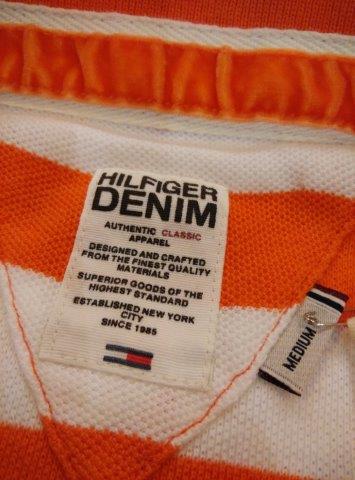 HILFIGER
DENIM
AUTHENTIC CLASSIC
APPAREL
DESIGNED AND CRAFTED
FROM THE FINEST QUALITY
MATERIALS
SUPERIOR GOODS OF THE
HIGHEST STANDARD
ESTABLISHED NEW YORK
CITY
SINCE 1985
MEDIUM